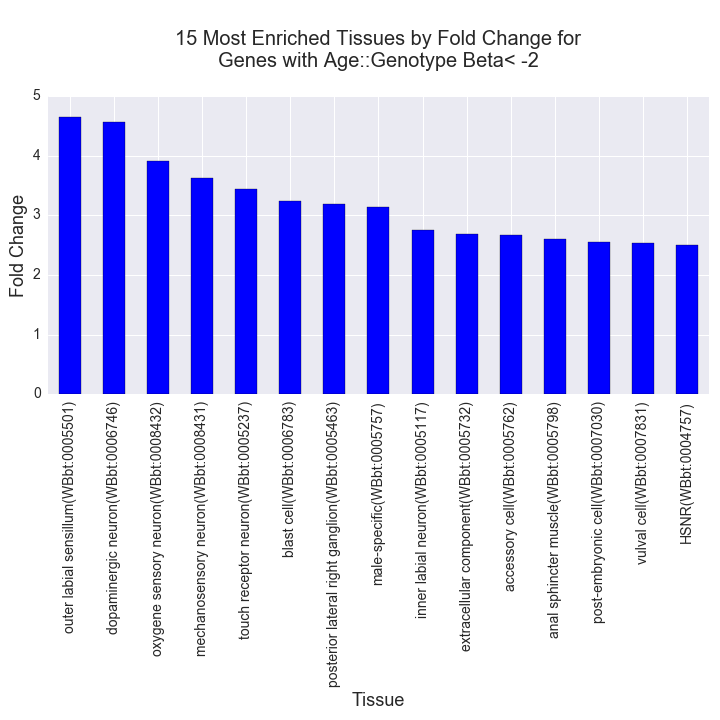 15 Most Enriched Tissues by Fold Change for
Genes with Age::Genotype Beta< -2
5
4
3
2
1
0
Fold Change
outer labial sensillum(WBbt:0005501)
dopaminergic neuron(WBbt:0006746)
oxygene sensory neuron(WBbt:0008432)
mechanosensory neuron(WBbt:0008431)
touch receptor neuron(WBbt:0005237)
blast cell(WBbt:0006783)
posterior lateral right ganglion(WBbt:0005463)
male-specific(WBbt:0005757)
inner labial neuron(WBbt:0005117)
extracellular component(WBbt:0005732)
accessory cell(WBbt:0005762)
anal sphincter muscle(WBbt:0005798)
post-embryonic cell(WBbt:0007030)
vulval cell(WBbt:0007831)
HSNR(WBbt:0004757)
Tissue